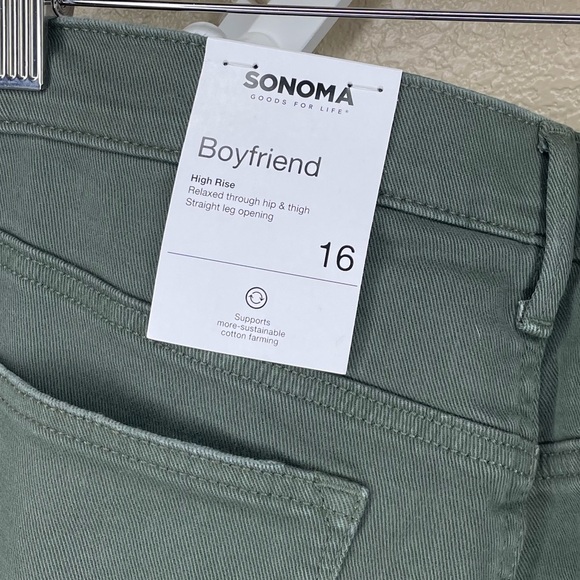 SONOMA
GOODS FOR LIFE®
Boyfriend
High Rise
Relaxed through hip & thigh
Straight leg opening
16
Supports
more-sustainable
cotton farming